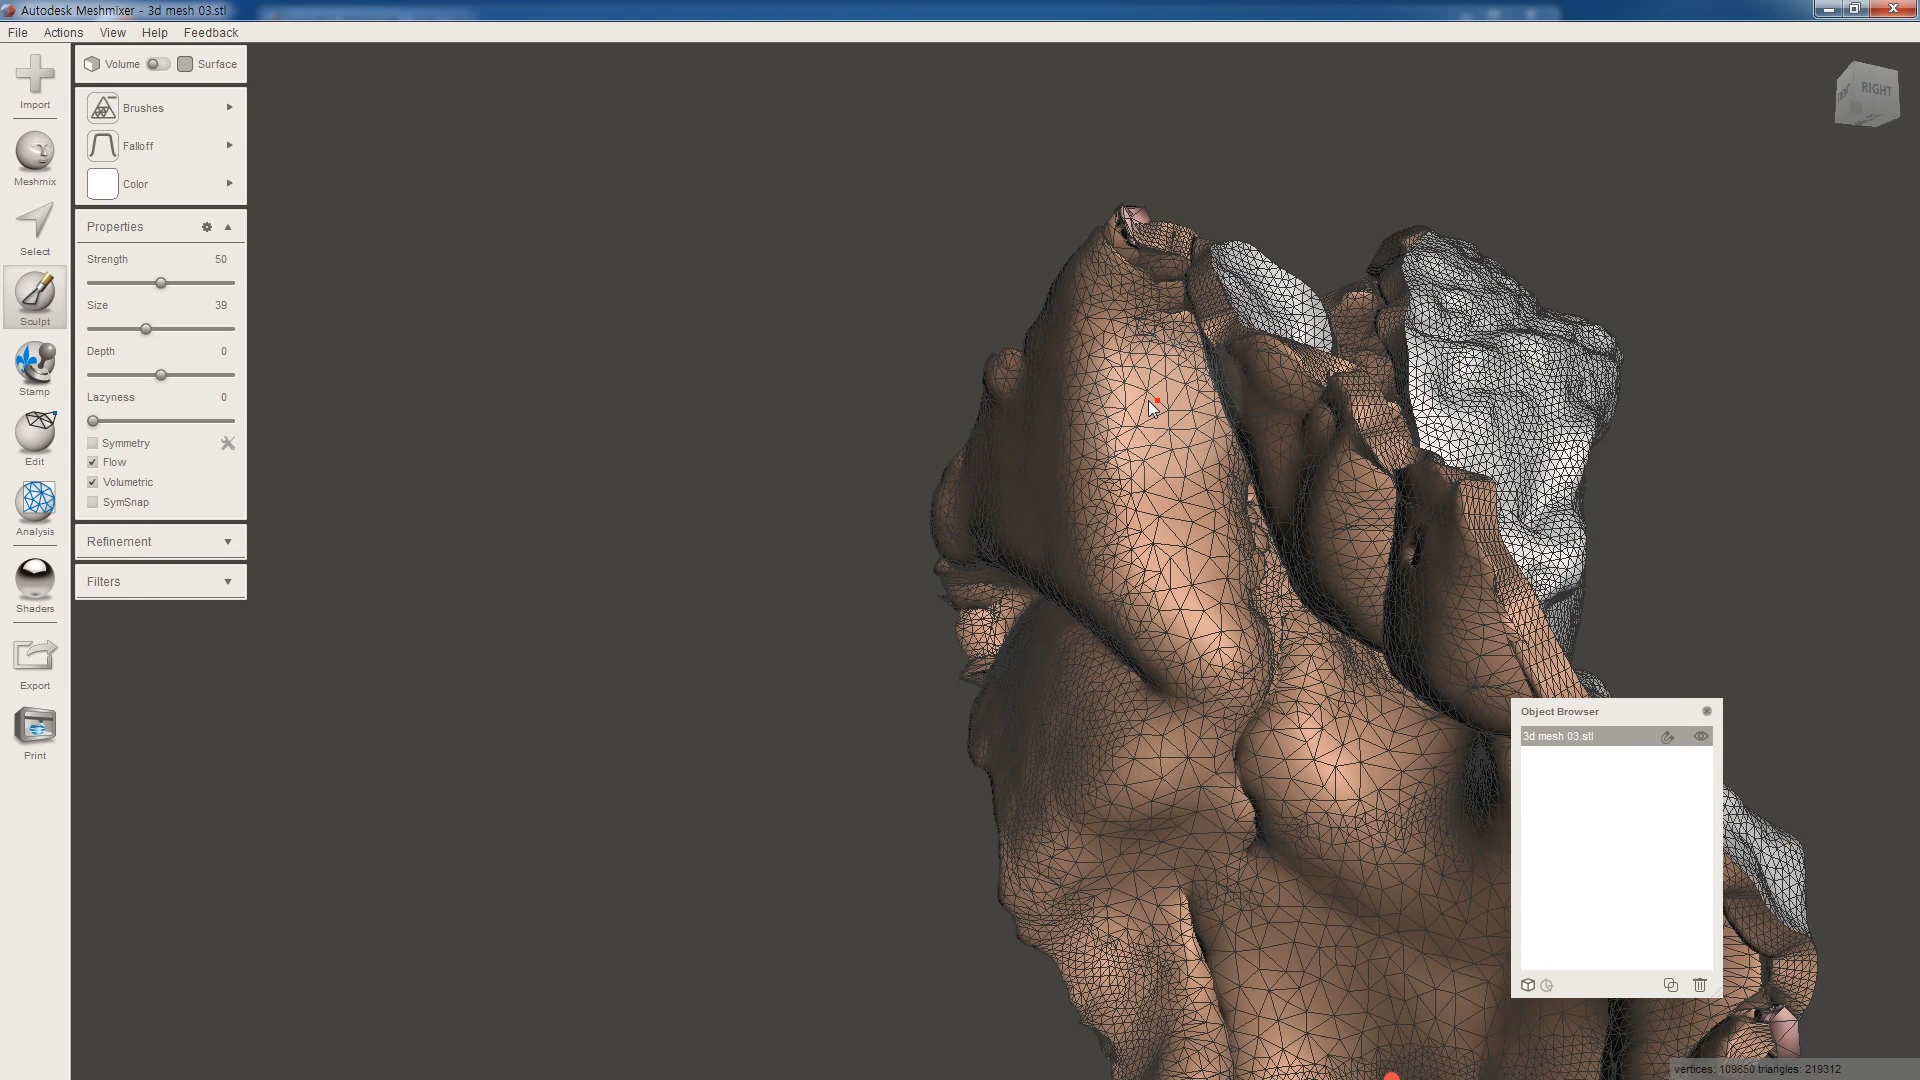 Autodesk Meshmixer - 3d mesh 03.stl
File Actions View Help Feedback
Import
Meshmix
Select
Sculpt
Stamp
Edit
Analysis
Shaders
Export
Print
Volume Surface
Brushes
Falloff
Color
Properties
Strength 50
Size 39
Depth 0
Lazyness 0
Symmetry
Flow
Volumetric
SymSnap
Refinement
Filters
RIGHT
Object Browser
3d mesh 03.stl
vertices: 109650 triangles: 219312